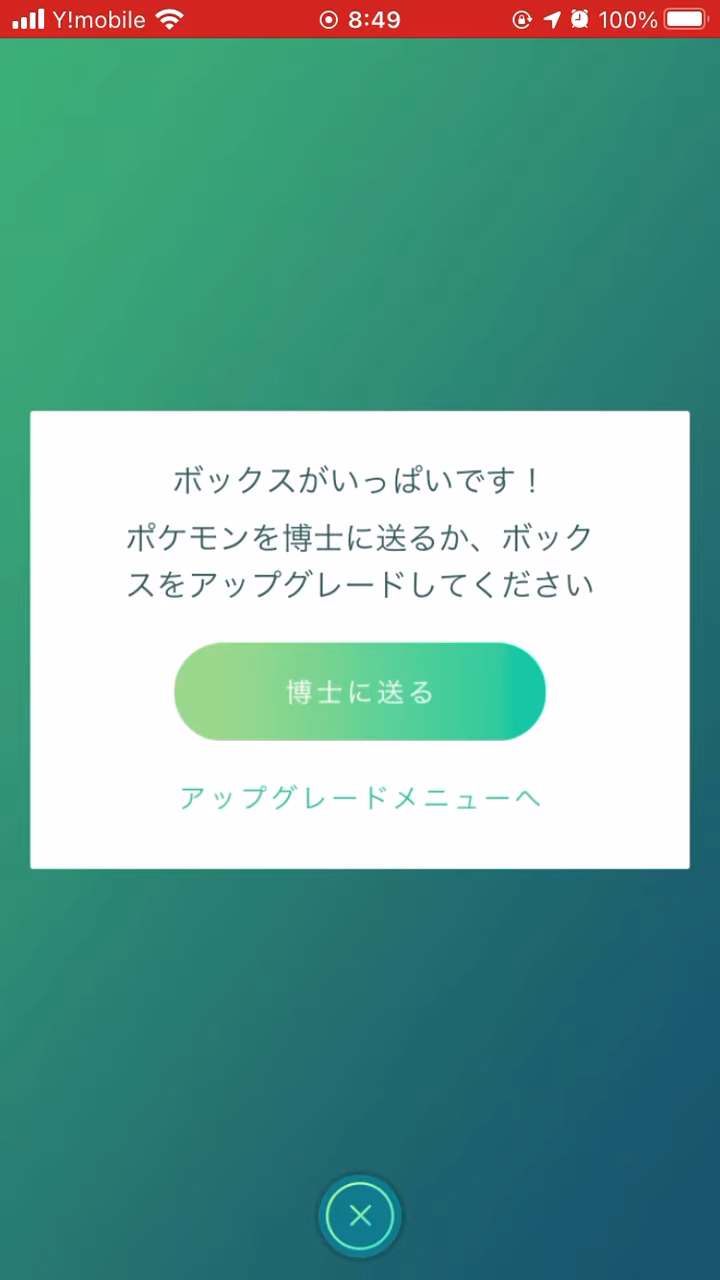 Y!mobile 8:49 100%
ボックスがいっぱいです！
ポケモンを博士に送るか、ボック
スをアップグレードしてください
博士に送る
アップグレードメニューへ